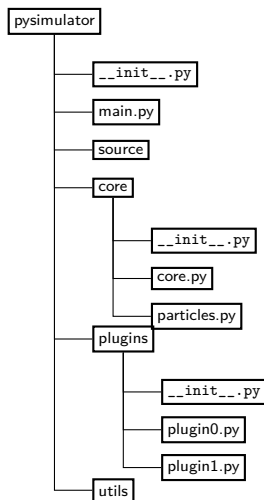 pysimulator
__init__.py
main.py
source
core
__init__.py
core.py
particles.py
plugins
__init__.py
plugin0.py
plugin1.py
utils